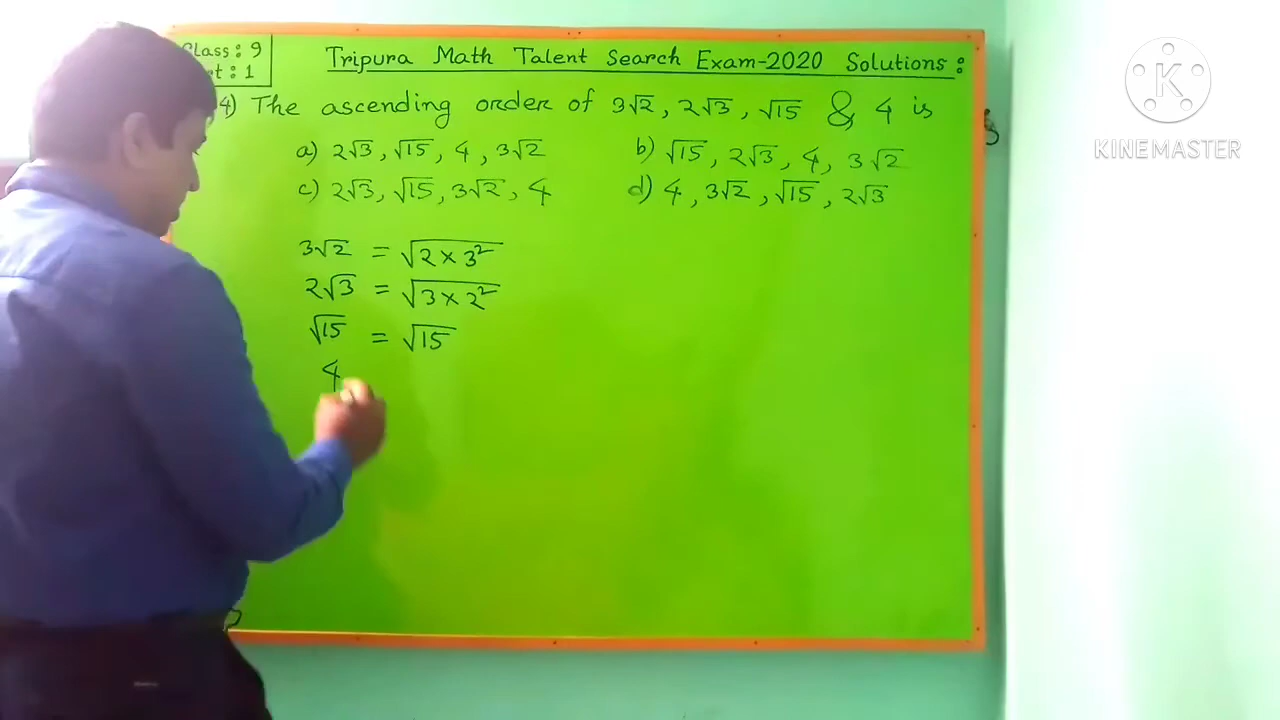 Class: 9 Tripura Math Talent Search Exam-2020 Solutions:
: 1
4) The ascending order of 3√2, 2√3, √15 & 4 is
a) 2√3, √15, 4, 3√2 b) √15, 2√3, 4, 3√2
c) 2√3, √15, 3√2, 4 d) 4, 3√2, √15, 2√3
3√2 = √2×3²
2√3 = √3×2²
√15 = √15
4
K
KINEMASTER